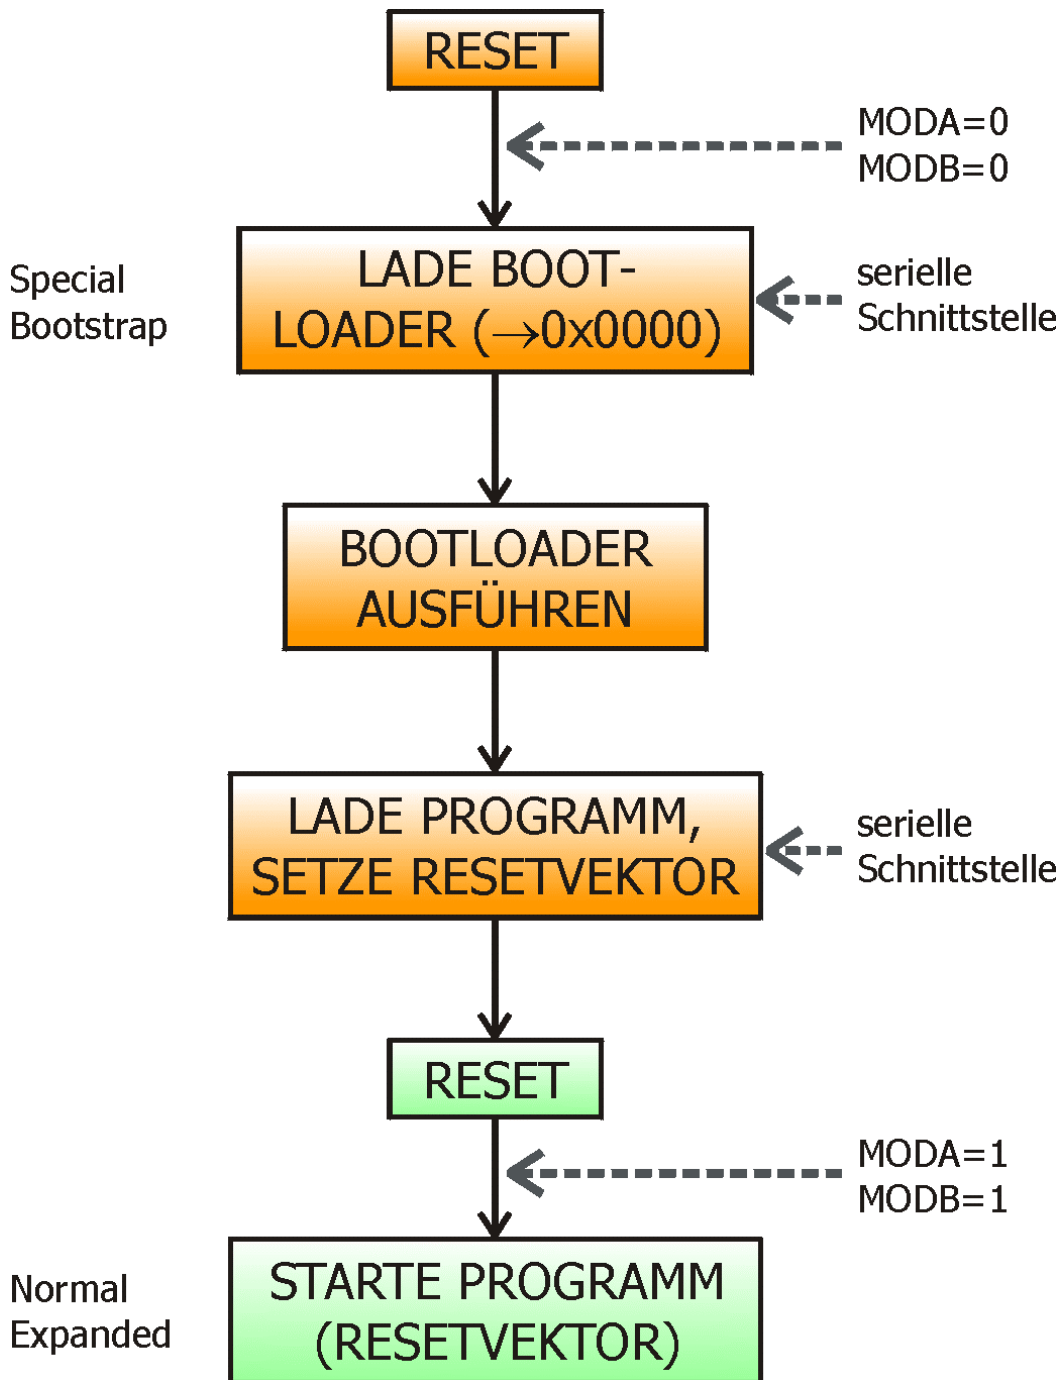 RESET
MODA=0
MODB=0
Special
Bootstrap
LADE BOOT-
LOADER (→0x0000)
serielle
Schnittstelle
BOOTLOADER
AUSFÜHREN
LADE PROGRAMM,
SETZE RESETVEKTOR
serielle
Schnittstelle
RESET
MODA=1
MODB=1
Normal
Expanded
STARTE PROGRAMM
(RESETVEKTOR)